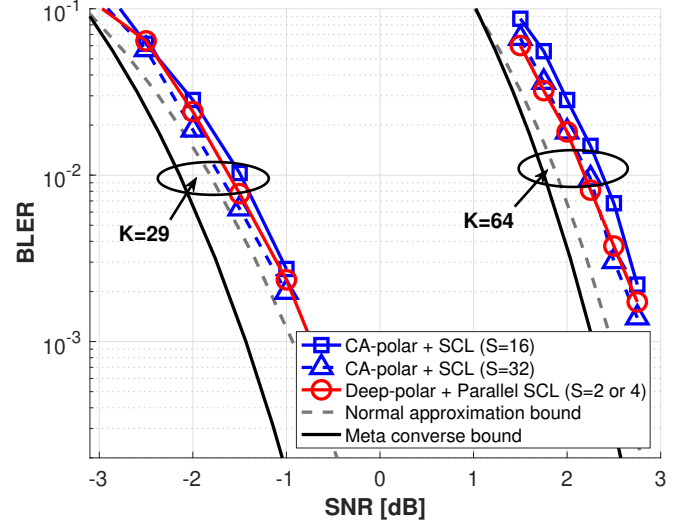 10^-1
10^-2
10^-3
BLER
K=29
K=64
CA-polar + SCL (S=16)
CA-polar + SCL (S=32)
Deep-polar + Parallel SCL (S=2 or 4)
Normal approximation bound
Meta converse bound
-3 -2 -1 0 1 2 3
SNR [dB]